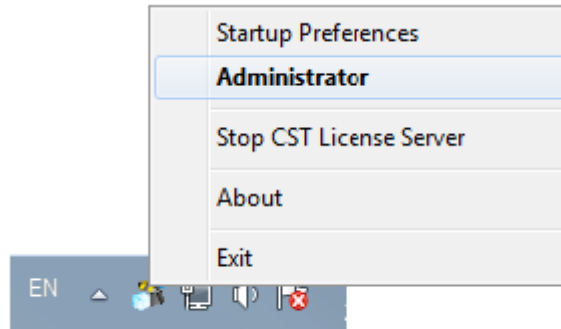 Startup Preferences
Administrator
Stop CST License Server
About
Exit
EN